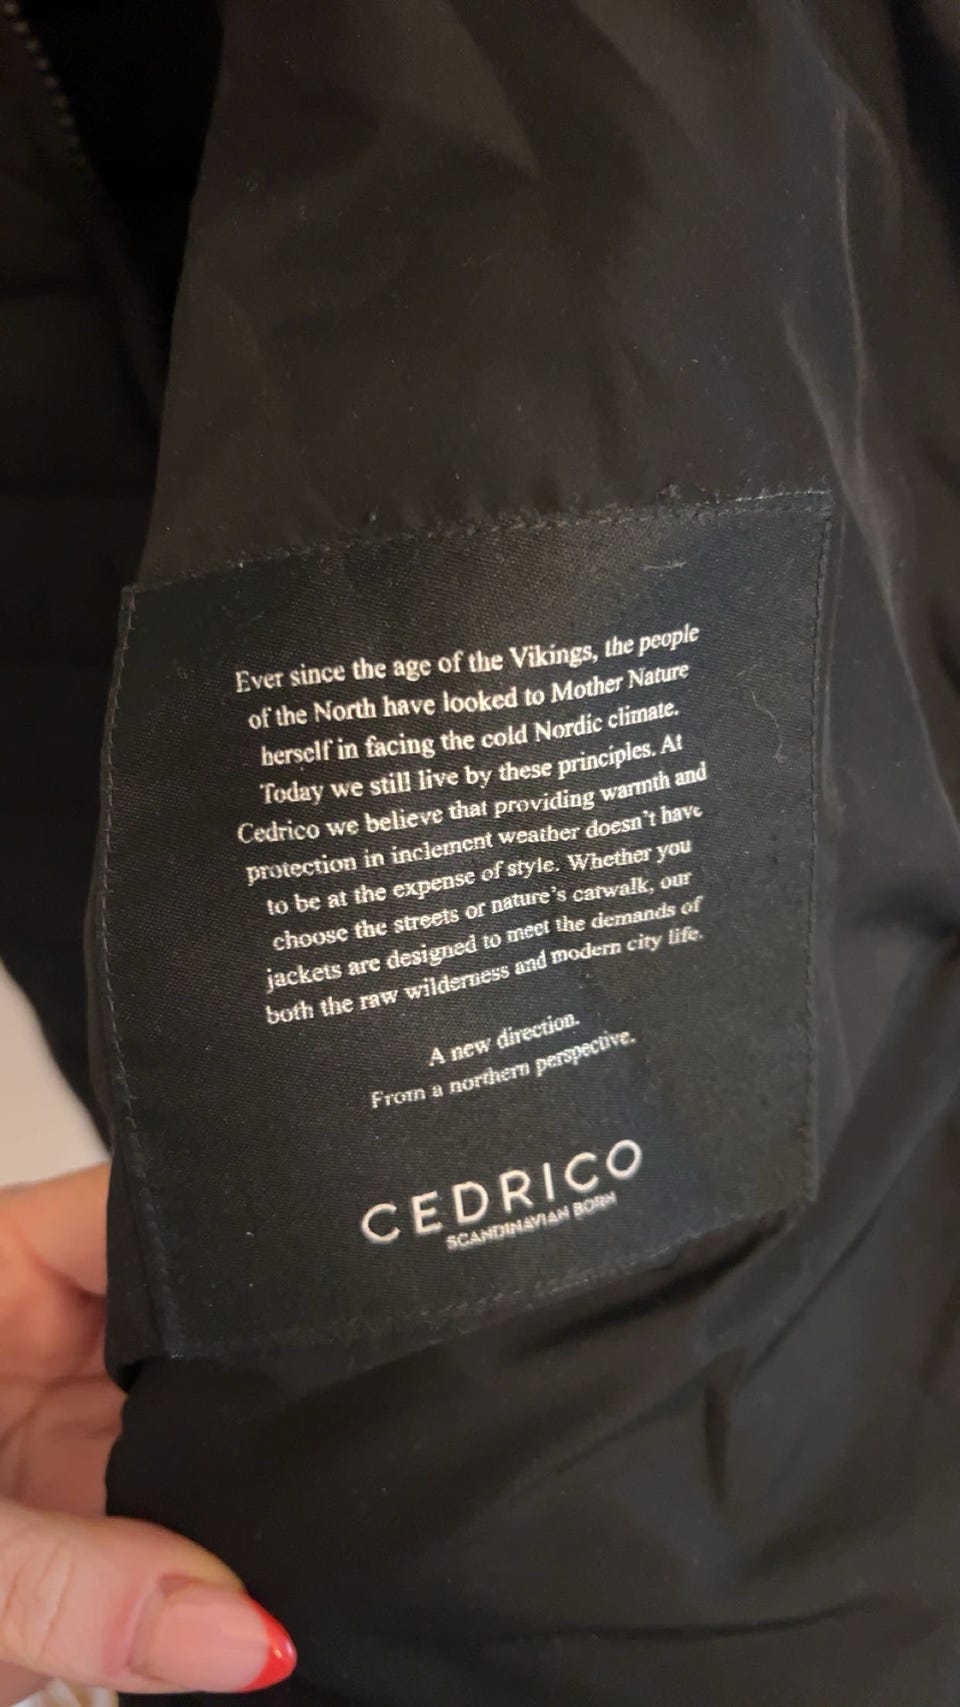 Ever since the age of the Vikings, the people
of the North have looked to Mother Nature
herself in facing the cold Nordic climate.
Today we still live by these principles. At
Cedrico we believe that providing warmth and
protection in inclement weather doesn't have
to be at the expense of style. Whether you
choose the streets or nature's catwalk, our
jackets are designed to meet the demands of
both the raw wilderness and modern city life.
A new direction.
From a northern perspective.
CEDRICO
SCANDINAVIAN BORN